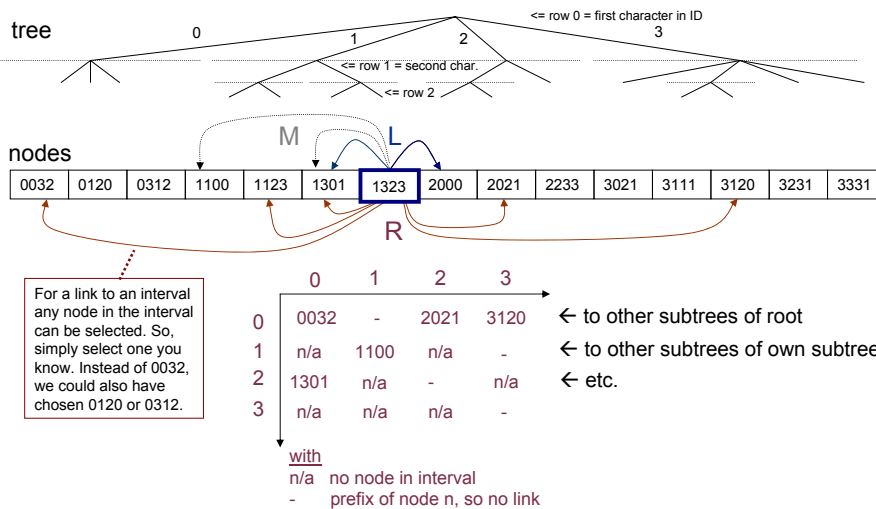 <= row 0 = first character in ID
tree
0
1
2
3
<= row 1 = second char.
<= row 2
M
L
nodes
0032 0120 0312 1100 1123 1301 1323 2000 2021 2233 3021 3111 3120 3231 3331
R
For a link to an interval
any node in the interval
can be selected. So,
simply select one you
know. Instead of 0032,
we could also have
chosen 0120 or 0312.
0 1 2 3
0 0032 - 2021 3120 ← to other subtrees of root
1 n/a 1100 n/a - ← to other subtrees of own subtree
2 1301 n/a - n/a ← etc.
3 n/a n/a n/a -
with
n/a no node in interval
- prefix of node n, so no link